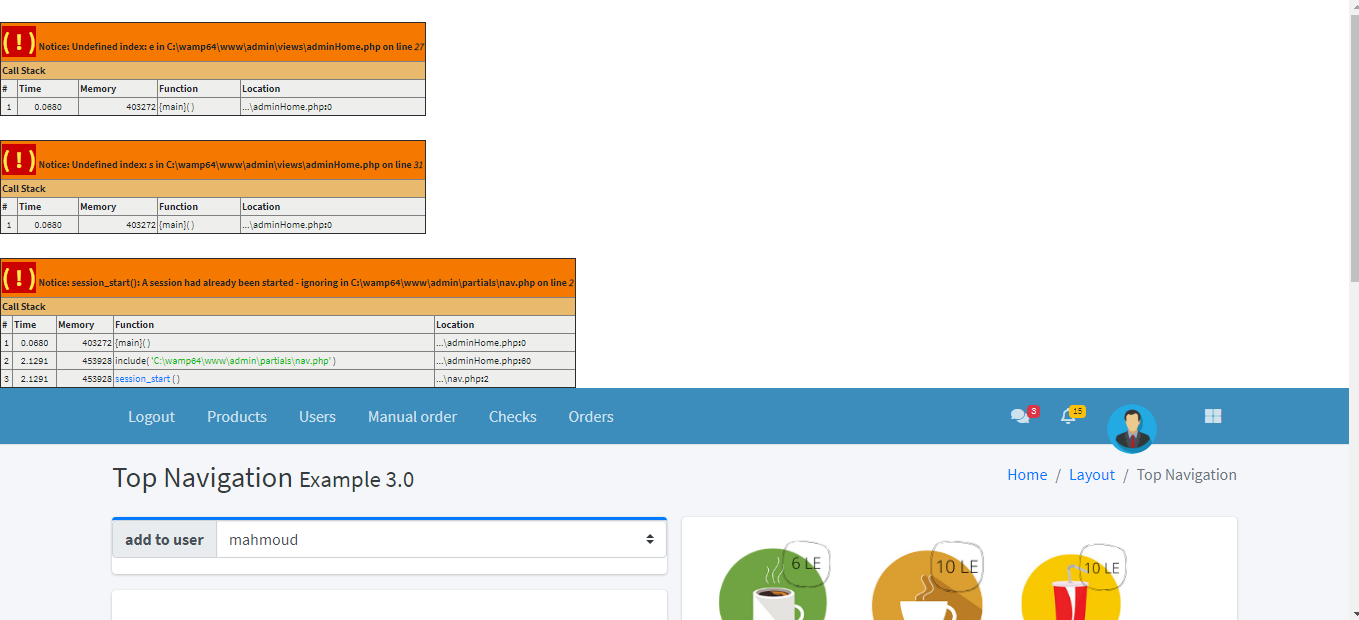 ( ! ) Notice: Undefined index: e in C:\wamp64\www\admin\views\adminHome.php on line 27
Call Stack
# Time Memory Function Location
1 0.0680 403272 {main}( ) ...\adminHome.php:0
( ! ) Notice: Undefined index: s in C:\wamp64\www\admin\views\adminHome.php on line 31
Call Stack
# Time Memory Function Location
1 0.0680 403272 {main}( ) ...\adminHome.php:0
( ! ) Notice: session_start(): A session had already been started - ignoring in C:\wamp64\www\admin\partials\nav.php on line 2
Call Stack
# Time Memory Function Location
1 0.0680 403272 {main}( ) ...\adminHome.php:0
2 2.1291 453928 include( 'C:\wamp64\www\admin\partials\nav.php' ) ...\adminHome.php:60
3 2.1291 453928 session_start ( ) ...\nav.php:2
Logout Products Users Manual order Checks Orders 3 15
Top Navigation Example 3.0 Home / Layout / Top Navigation
add to user mahmoud
6 LE 10 LE 10 LE